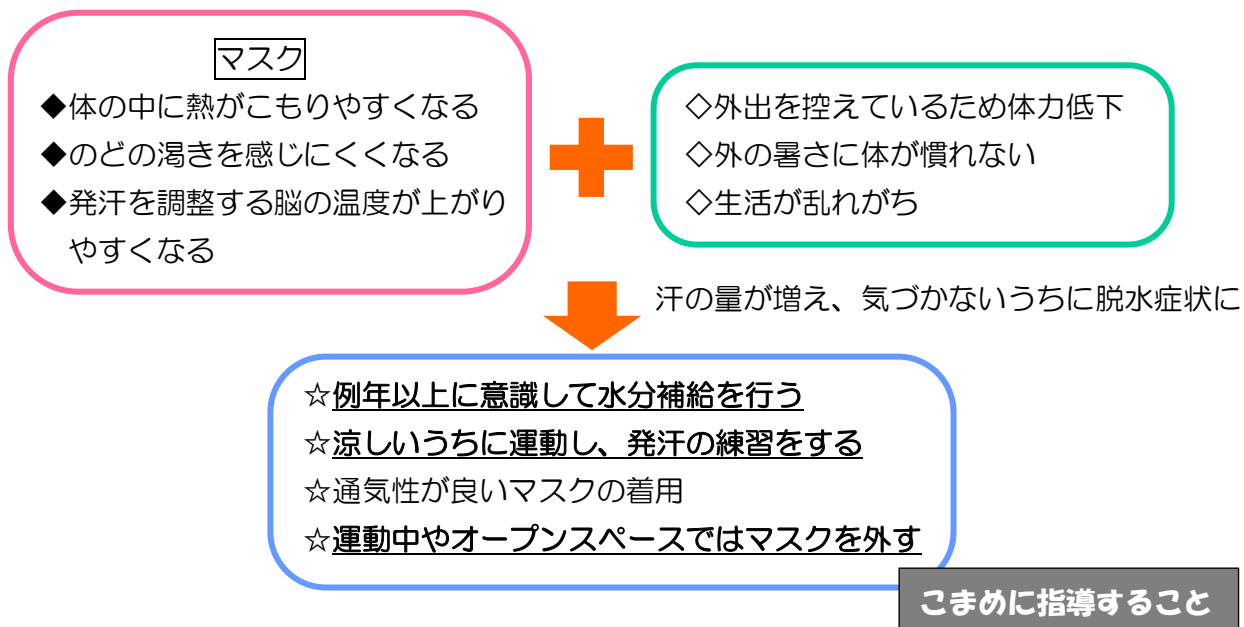 マスク
◆体の中に熱がこもりやすくなる
◆のどの渇きを感じにくくなる
◆発汗を調整する脳の温度が上がり
やすくなる
◇外出を控えているため体力低下
◇外の暑さに体が慣れない
◇生活が乱れがち
汗の量が増え、気づかないうちに脱水症状に
☆例年以上に意識して水分補給を行う
☆涼しいうちに運動し、発汗の練習をする
☆通気性が良いマスクの着用
☆運動中やオープンスペースではマスクを外す
こまめに指導すること